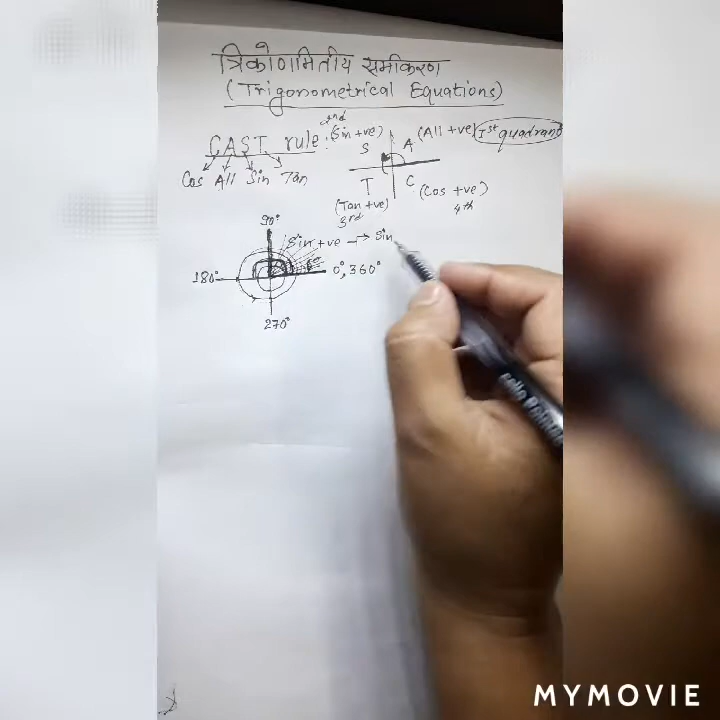 त्रिकोणमितीय समीकरण
(Trigonometrical Equations)
CAST rule:
Cos All Sin Tan
2nd (Sin +ve) S
A (All +ve) Ist quadrant
T (Tan +ve) 3rd
C (Cos +ve) 4th
90°
Sin +ve → Sin
180°
0°, 360°
270°
MYMOVIE